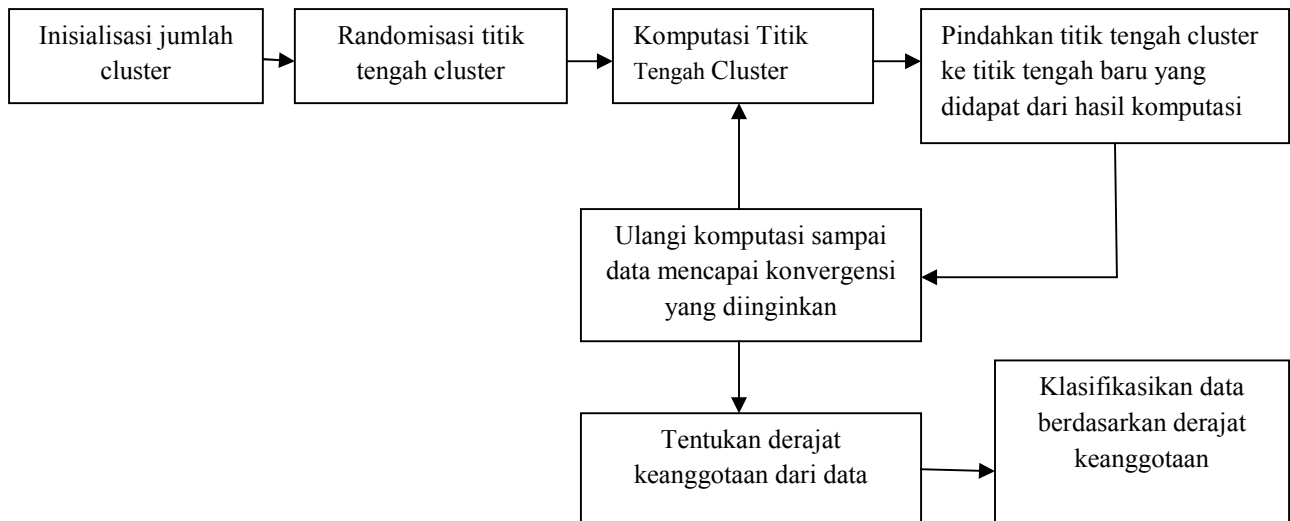 Inisialisasi jumlah
cluster
Randomisasi titik
tengah cluster
Komputasi Titik
Tengah Cluster
Pindahkan titik tengah cluster
ke titik tengah baru yang
didapat dari hasil komputasi
Ulangi komputasi sampai
data mencapai konvergensi
yang diinginkan
Tentukan derajat
keanggotaan dari data
Klasifikasikan data
berdasarkan derajat
keanggotaan